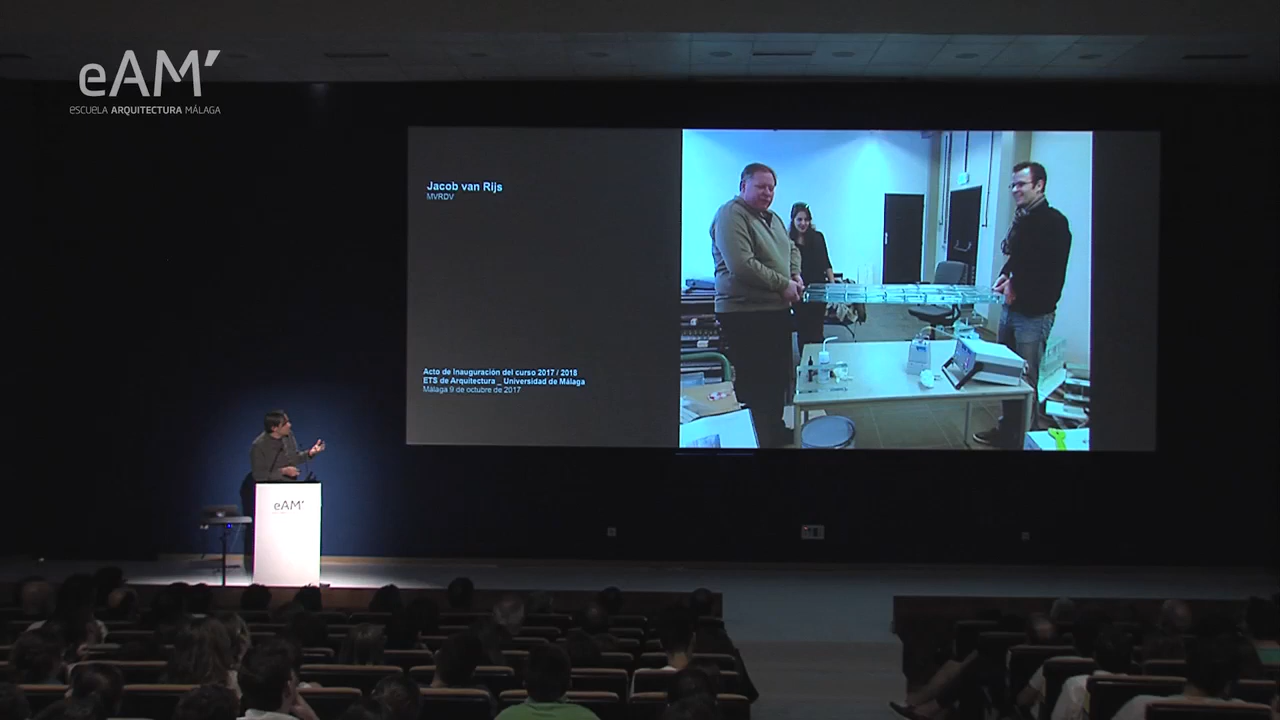 eAM'
ESCUELA ARQUITECTURA MÁLAGA
Jacob van Rijs
MVRDV
Acto de Inauguración del curso 2017 / 2018
ETS de Arquitectura _ Universidad de Málaga
Málaga 9 de octubre de 2017
eAM'